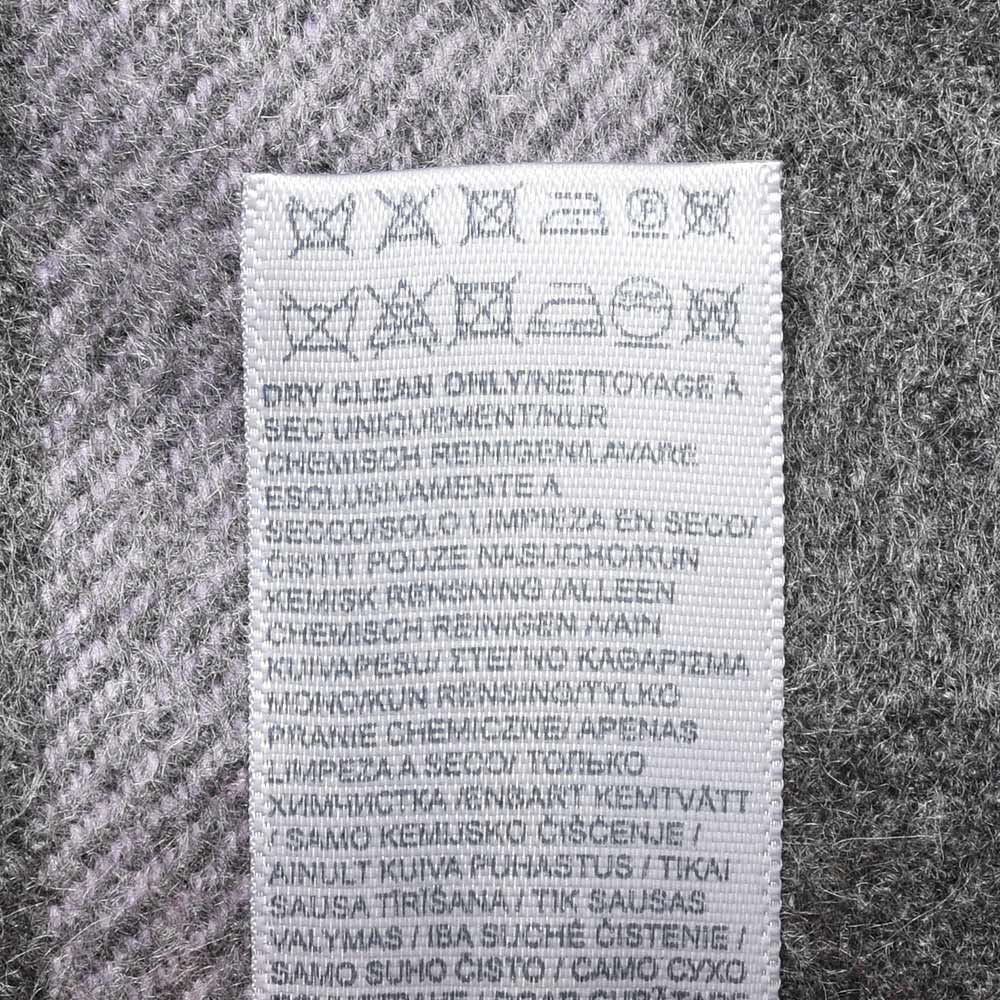 DRY CLEAN ONLY/NETTOYAGE A
SEC UNIQUEMENT/NUR
CHEMISCH REINIGEN/LAVARE
ESCLUSIVAMENTE A
SECCO/SOLO LIMPIEZA EN SECO/
ČISTIT POUZE NASUCHO/KUN
KEMISK RENSNING /ALLEEN
CHEMISCH REINIGEN /VAIN
KUIVAPESU/ ΣΤΕΓΝΟ ΚΑΘΑΡΙΣΜΑ
ΜΟΝΟ/KUN RENSING/TYLKO
PRANIE CHEMICZNE/ APENAS
LIMPEZA A SECO/ ТОЛЬКО
ХИМЧИСТКА /ENBART KEMTVÄTT
/ SAMO KEMIJSKO ČIŠČENJE /
AINULT KUIVA PUHASTUS / TIKAI
SAUSA TĪRĪŠANA / TIK SAUSAS
VALYMAS / IBA SUCHÉ ČISTENIE /
SAMO SUHO ČISTO / САМО СУХО